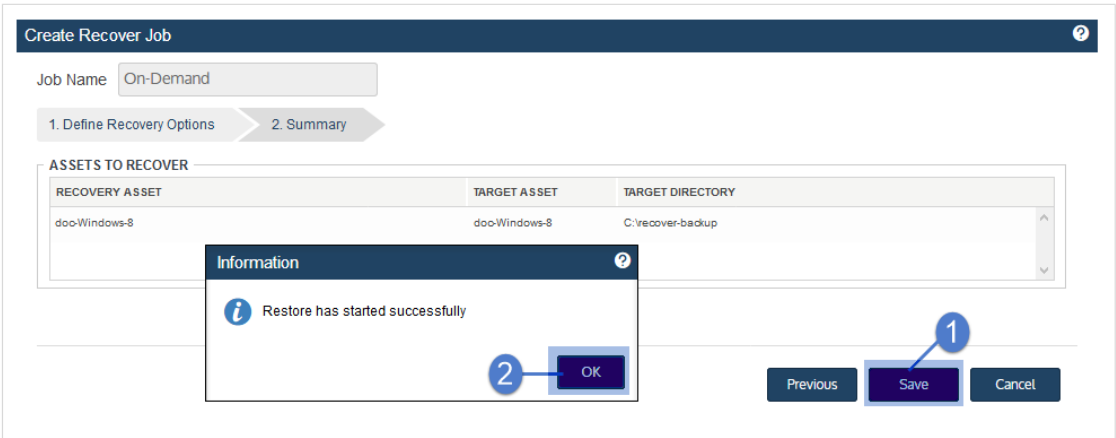 Create Recover Job
?
Job Name On-Demand
1. Define Recovery Options 2. Summary
ASSETS TO RECOVER
RECOVERY ASSET TARGET ASSET TARGET DIRECTORY
doc-Windows-8 doc-Windows-8 C:\recover-backup
Information
?
i Restore has started successfully
1
2 OK
Previous Save Cancel